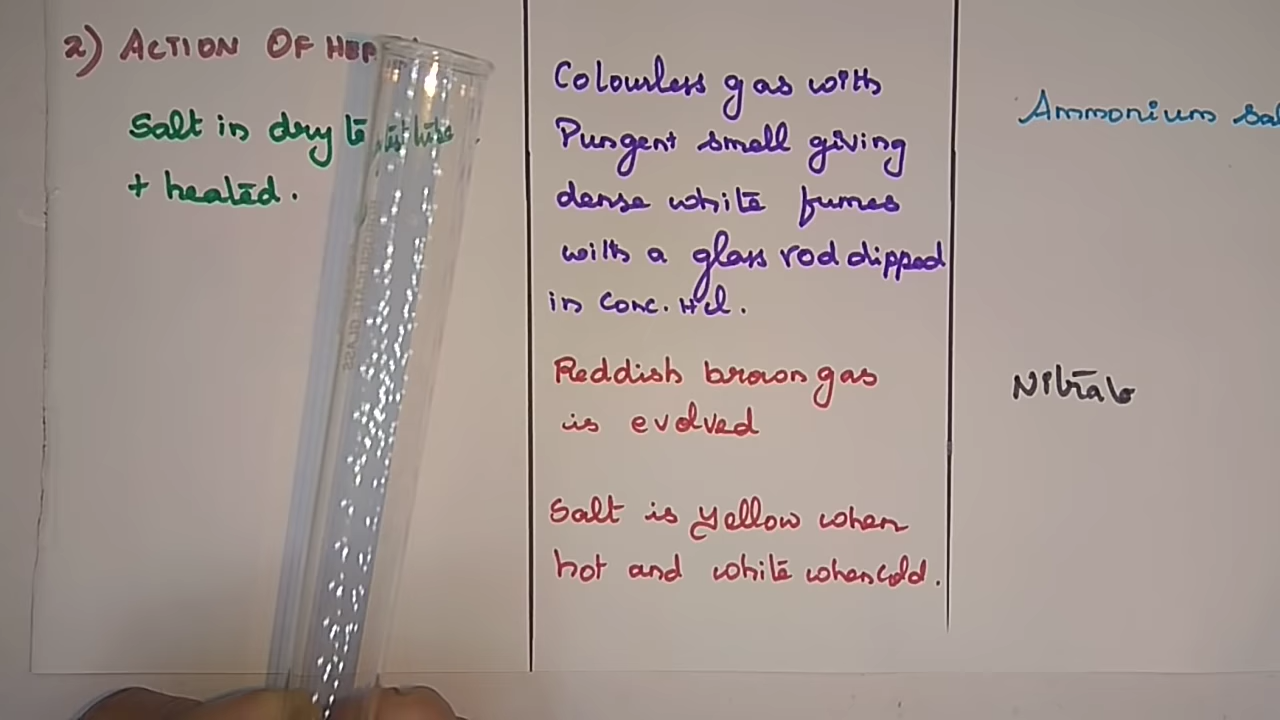 2) ACTION OF
Salt in dry
+ heated.
Colourless gas with
Pungent smell giving
dense white fumes
with a glass rod dipped
in Conc. HCl.
Reddish brown gas
is evolved
Salt is yellow when
hot and white when cold.
Ammonium
Nitrate
GLASS